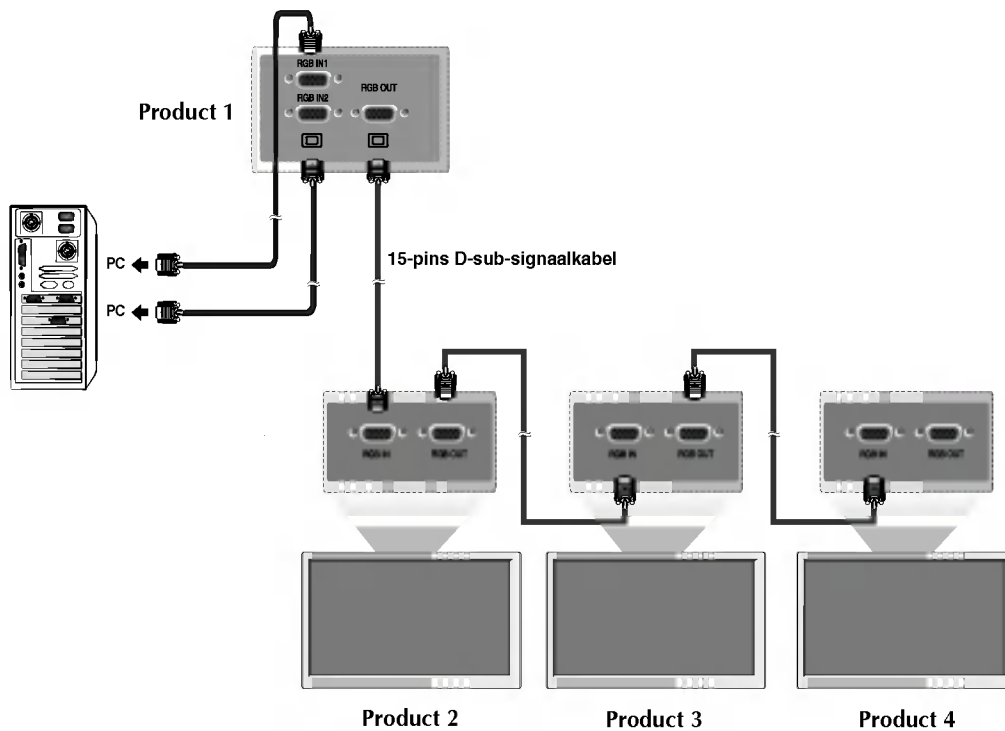 RGB IN1
RGB IN2
RGB OUT
Product 1
PC
PC
15-pins D-sub-signaalkabel
RGB IN
RGB OUT
RGB IN
RGB OUT
RGB IN
RGB OUT
Product 2
Product 3
Product 4